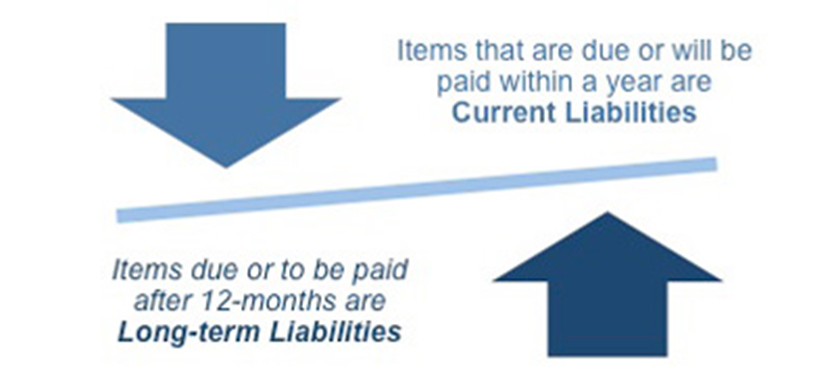 Items that are due or will be
paid within a year are
Current Liabilities
Items due or to be paid
after 12-months are
Long-term Liabilities